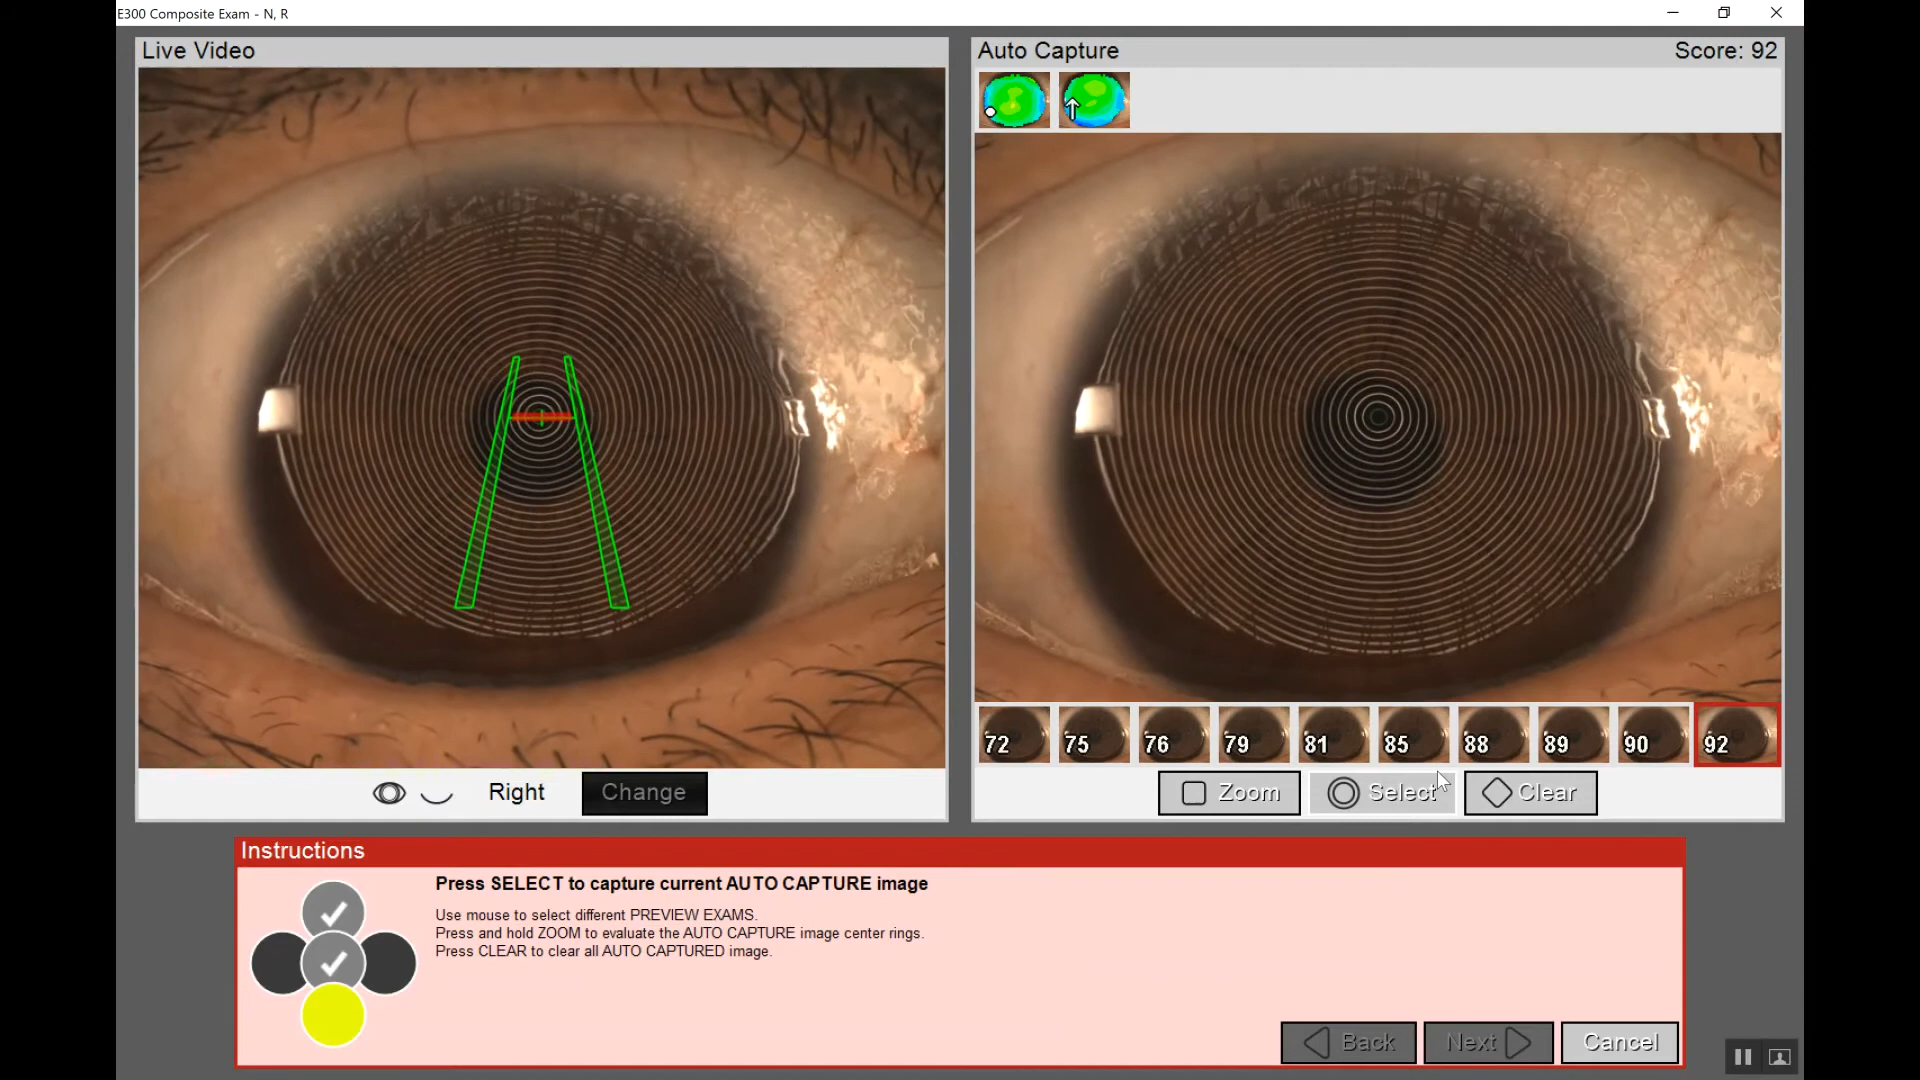 E300 Composite Exam - N, R
Live Video
Auto Capture
Score: 92
72 75 76 79 81 85 88 89 90 92
Right
Change
Zoom
Select
Clear
Instructions
Press SELECT to capture current AUTO CAPTURE image
Use mouse to select different PREVIEW EXAMS.
Press and hold ZOOM to evaluate the AUTO CAPTURE image center rings.
Press CLEAR to clear all AUTO CAPTURED image.
Back
Next
Cancel